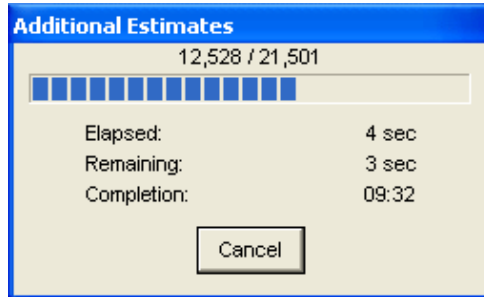 Additional Estimates
12,528 / 21,501
Elapsed: 4 sec
Remaining: 3 sec
Completion: 09:32
Cancel